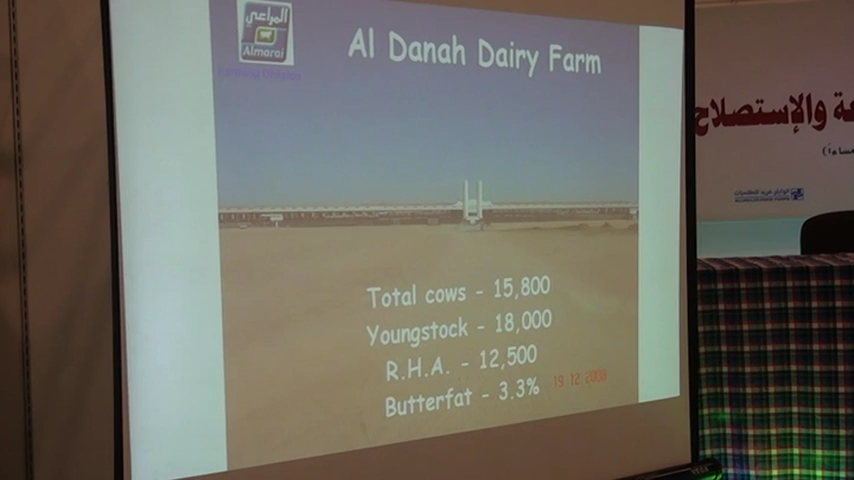 المراعي
Almarai
Al Danah Dairy Farm
Total cows - 15,800
Youngstock - 18,000
R.H.A. - 12,500
Butterfat - 3.3%
19 12 2000
والإستصلاح